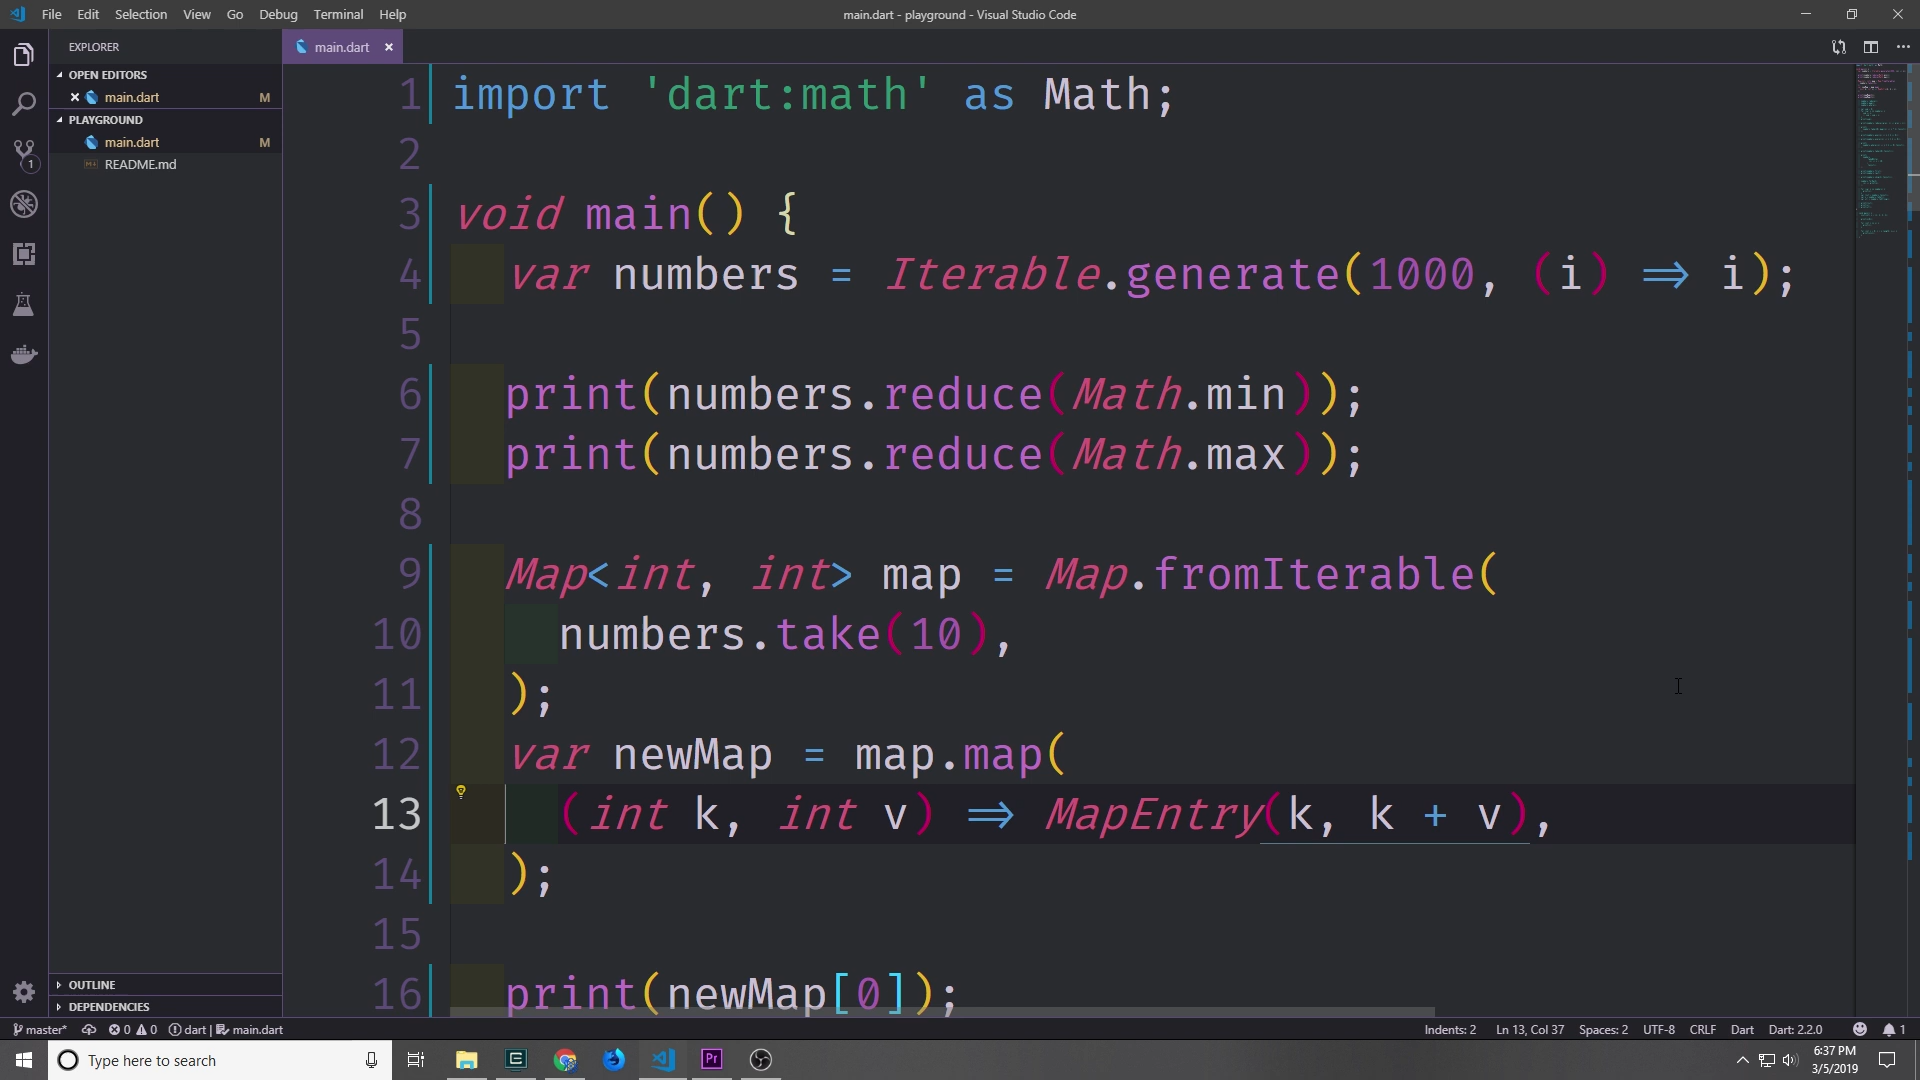 File Edit Selection View Go Debug Terminal Help
main.dart - playground - Visual Studio Code
EXPLORER
OPEN EDITORS
main.dart M
PLAYGROUND
main.dart M
README.md
OUTLINE
DEPENDENCIES
main.dart
1 import 'dart:math' as Math;
2
3 void main() {
4 var numbers = Iterable.generate(1000, (i) => i);
5
6 print(numbers.reduce(Math.min));
7 print(numbers.reduce(Math.max));
8
9 Map<int, int> map = Map.fromIterable(
10 numbers.take(10),
11 );
12 var newMap = map.map(
13 (int k, int v) => MapEntry(k, k + v),
14 );
15
16 print(newMap[0]);
1
master* 0 0 dart | main.dart
Indents: 2 Ln 13, Col 37 Spaces: 2 UTF-8 CRLF Dart Dart: 2.2.0 1
Type here to search
Pr
6:37 PM
3/5/2019